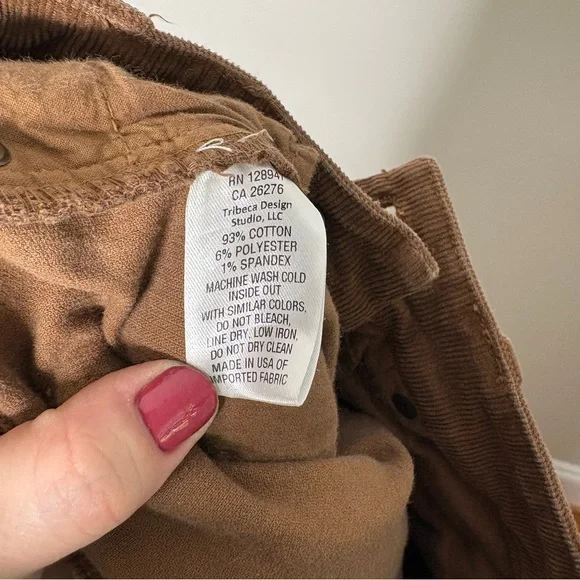 RN 128941
CA 26276
Tribeca Design
Studio, LLC
93% COTTON
6% POLYESTER
1% SPANDEX
MACHINE WASH COLD
INSIDE OUT
WITH SIMILAR COLORS,
DO NOT BLEACH,
LINE DRY, LOW IRON,
DO NOT DRY CLEAN
MADE IN USA OF
IMPORTED FABRIC